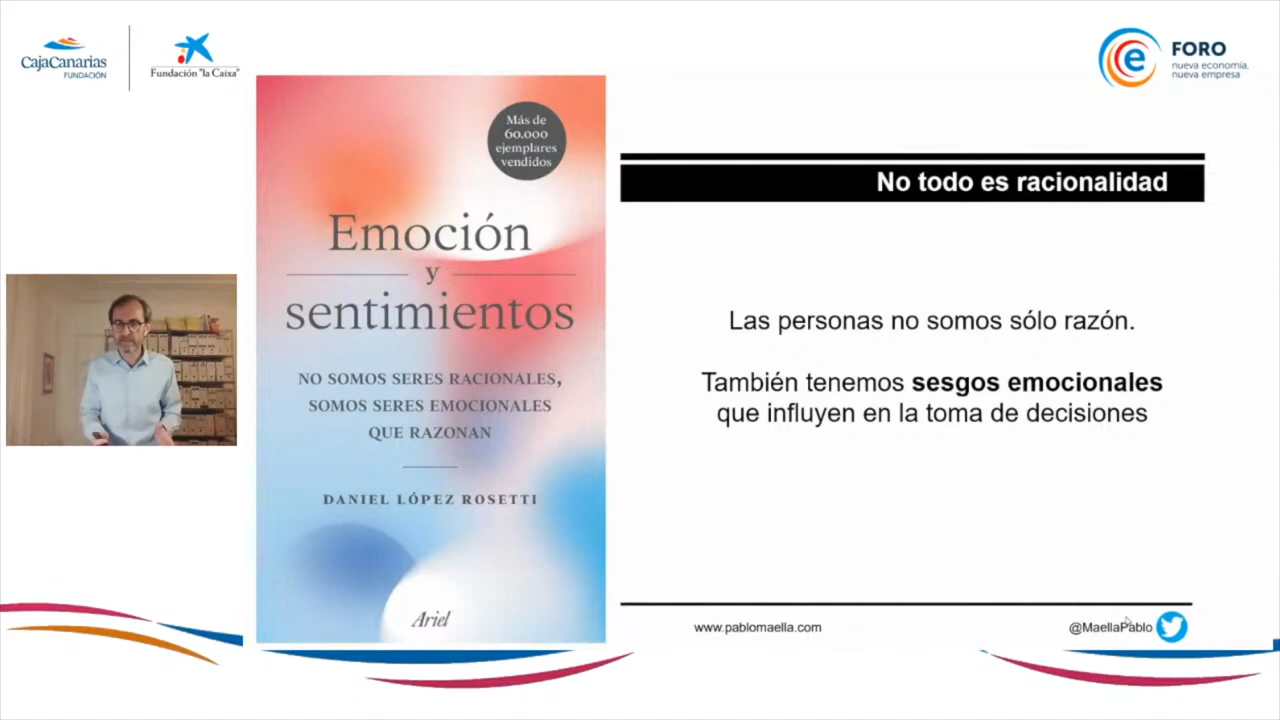 CajaCanarias
FUNDACIÓN
Fundación "la Caixa"
FORO
nueva economía,
nueva empresa
Más de
60.000
ejemplares
vendidos
Emoción
y
sentimientos
NO SOMOS SERES RACIONALES,
SOMOS SERES EMOCIONALES
QUE RAZONAN
DANIEL LÓPEZ ROSETTI
Ariel
No todo es racionalidad
Las personas no somos sólo razón.
También tenemos sesgos emocionales
que influyen en la toma de decisiones
www.pablomaella.com
@MaellaPablo